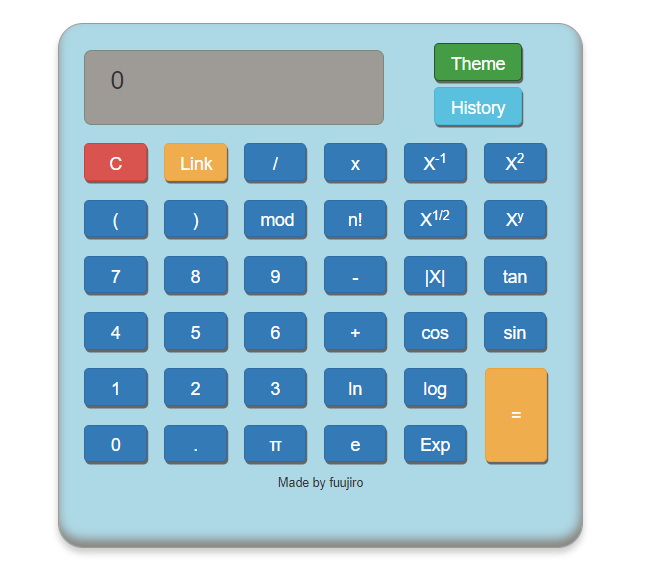 0
Theme
History
C Link / x X-1 X2
( ) mod n! X1/2 Xy
7 8 9 - |X| tan
4 5 6 + cos sin
1 2 3 ln log
=
0 . π e Exp
Made by fuujiro